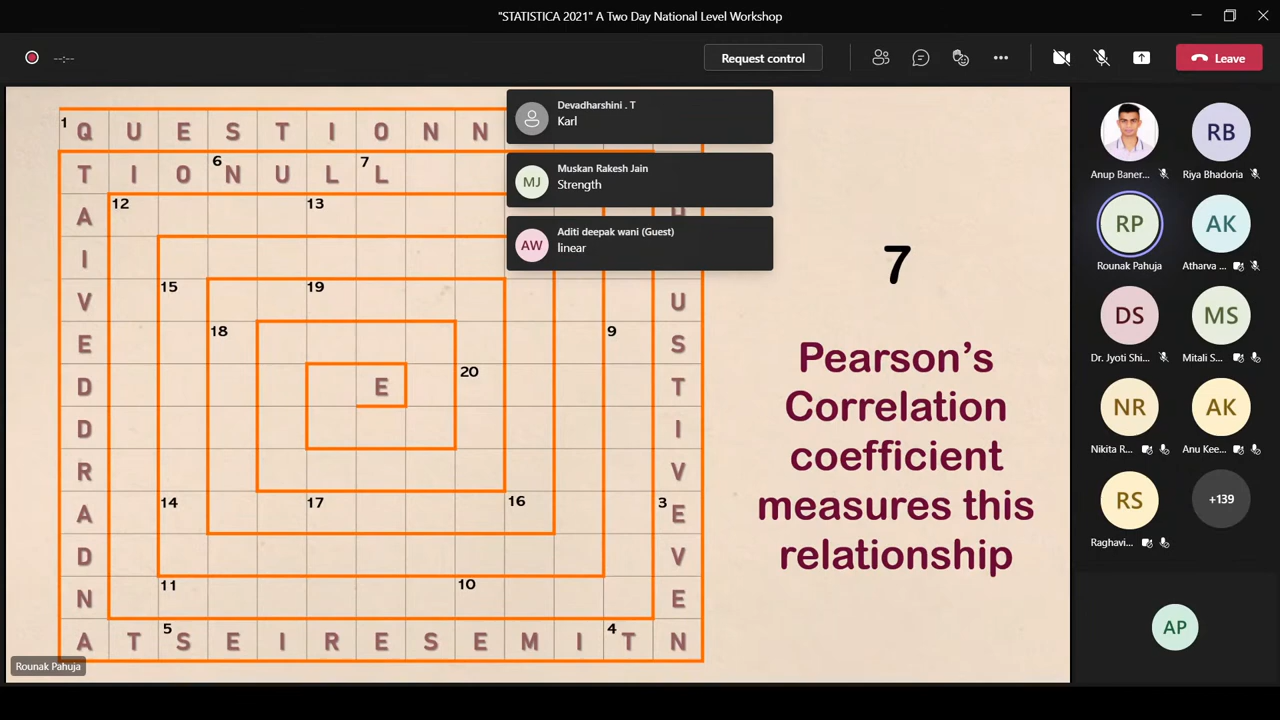 "STATISTICA 2021" A Two Day National Level Workshop
--:--
Request control
Leave
1 Q U E S T I O N N
T I O 6 N U L 7 L
A 12 13
I
V 15 19 U
E 18 9 S
D E 20 T
D I
R V
A 14 17 16 3 E
D V
N 11 10 E
A T 5 S E I R E S E M I 4 T N
Devadharshini . T
Karl
MJ
Muskan Rakesh Jain
Strength
AW
Aditi deepak wani (Guest)
linear
7
Pearson's
Correlation
coefficient
measures this
relationship
Rounak Pahuja
RB
Anup Baner... Riya Bhadoria
RP AK
Rounak Pahuja Atharva ...
DS MS
Dr. Jyoti Shi... Mitali S...
NR AK
Nikita R... Anu Kee...
RS +139
Raghavi...
AP